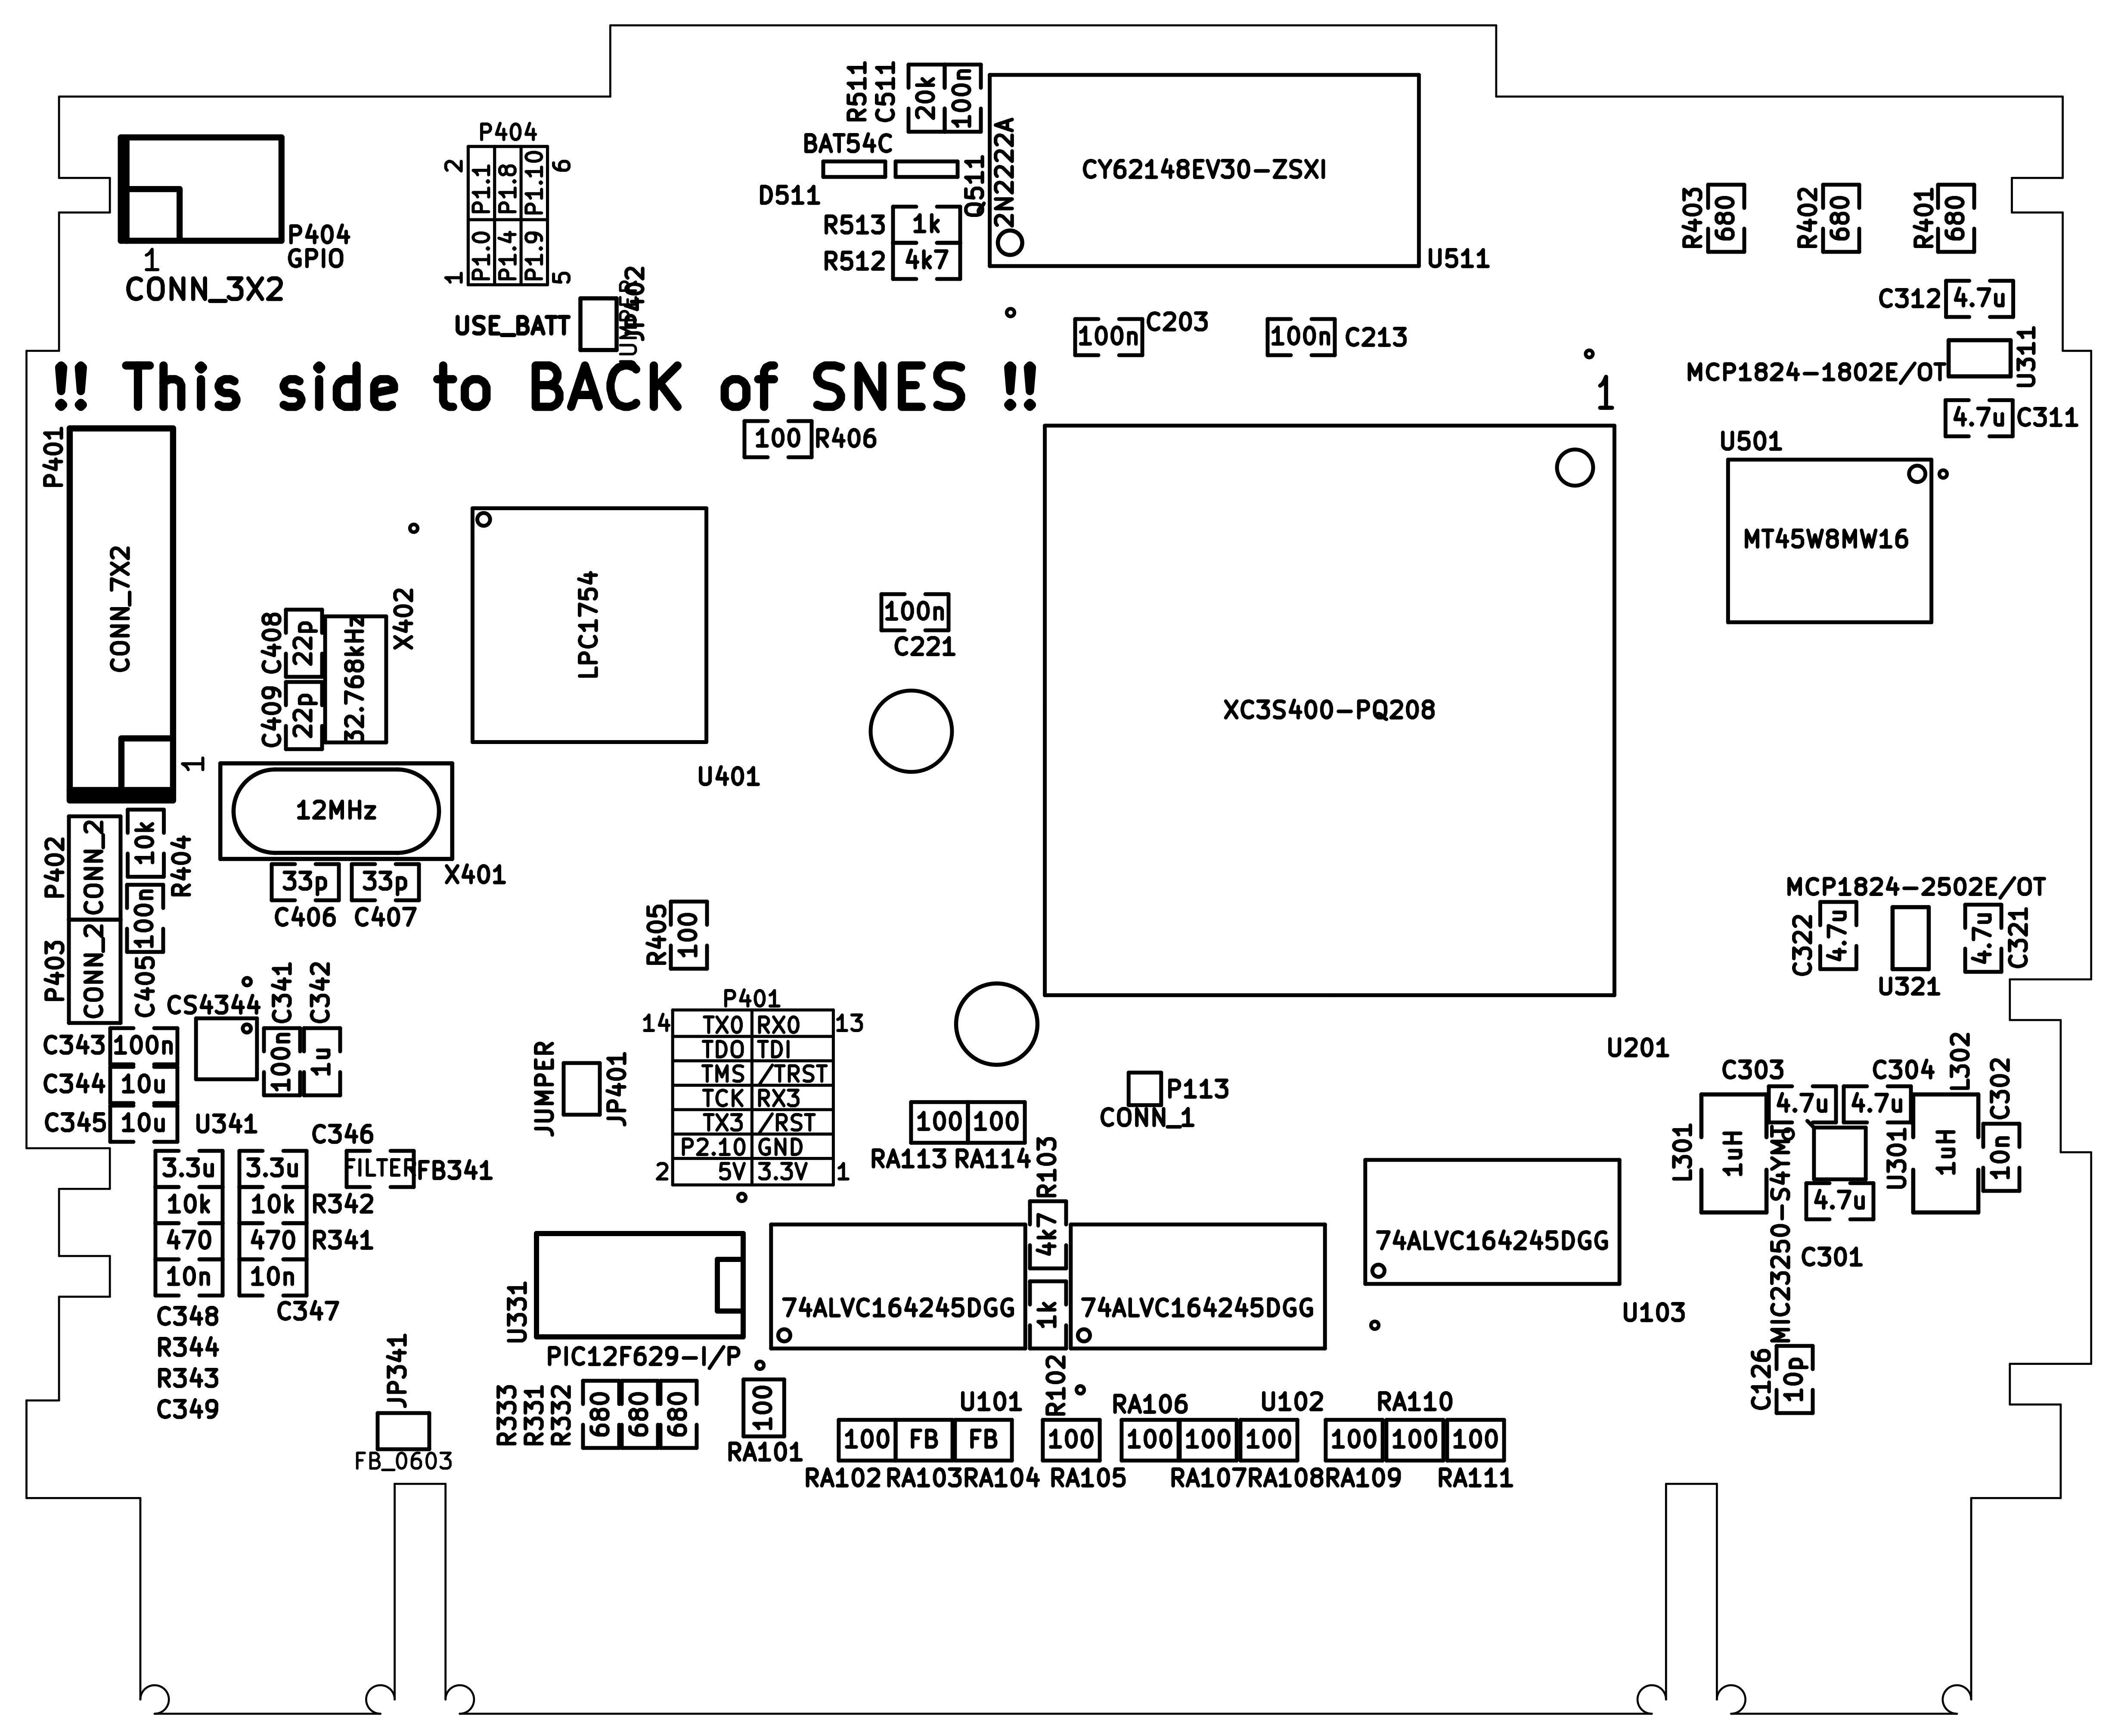 R511
C511
20k
100n
BAT54C
D511
Q511
2N2222A
CY62148EV30-ZSXI
U511
R513
1k
R512
4k7
P404
2
6
P1.1
P1.8
P1.10
P1.0
P1.4
P1.9
1
5
P404
GPIO
1
CONN_3X2
USE_BATT
JUMPER
JP402
R403
680
R402
680
R401
680
C312
4.7u
U311
MCP1824-1802E/OT
4.7u
C311
100n
C203
100n
C213
!! This side to BACK of SNES !!
1
P401
CONN_7X2
1
100
R406
U501
MT45W8MW16
LPC1754
U401
C408
22p
X402
32.768kHz
C409
22p
100n
C221
XC3S400-PQ208
U201
12MHz
X401
P402
CONN_2
10k
R404
P403
CONN_2
100n
C405
33p
33p
C406
C407
R405
100
MCP1824-2502E/OT
C322
4.7u
U321
4.7u
C321
CS4344
U341
C341
100n
C342
1u
C343
100n
C344
10u
C345
10u
JUMPER
JP401
P401
14
13
TX0
RX0
TDO
TDI
TMS
/TRST
TCK
RX3
TX3
/RST
P2.10
GND
2
5V
3.3V
1
P113
CONN_1
100
100
RA113
RA114
C303
C304
L302
C302
4.7u
4.7u
L301
1uH
U301
1uH
10n
MIC23250-S4YMT
4.7u
C301
C346
FILTER
FB341
3.3u
3.3u
10k
10k
R342
470
470
R341
10n
10n
C348
C347
R344
R343
C349
JP341
FB_0603
U331
PIC12F629-I/P
R103
4k7
1k
R102
74ALVC164245DGG
74ALVC164245DGG
74ALVC164245DGG
U103
C126
10p
R333
R331
R332
680
680
680
100
RA101
U101
RA106
U102
RA110
100
FB
FB
100
100
100
100
100
100
100
RA102
RA103
RA104
RA105
RA107
RA108
RA109
RA111